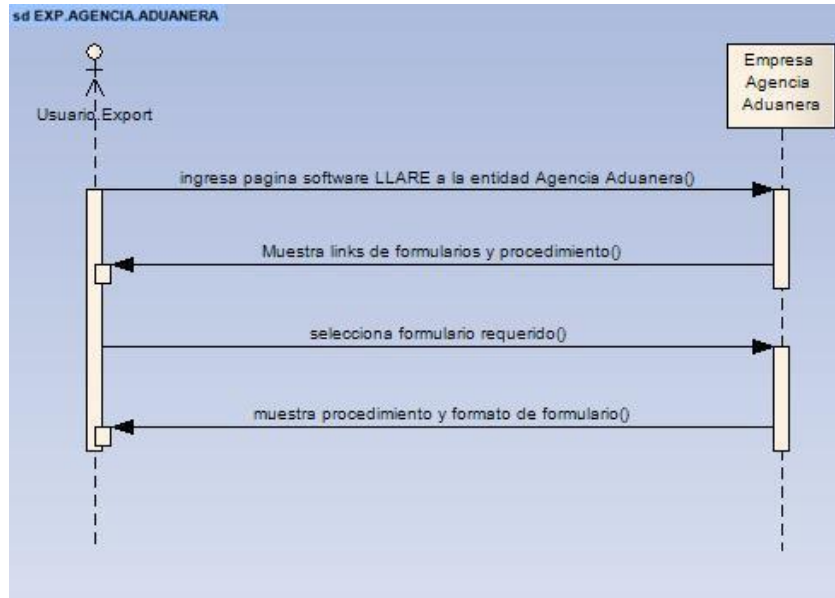 sd EXP.AGENCIA.ADUANERA
Usuario.Export
Empresa
Agencia
Aduanera
ingresa pagina software LLARE a la entidad Agencia Aduanera()
Muestra links de formularios y procedimiento()
selecciona formulario requerido()
muestra procedimiento y formato de formulario()